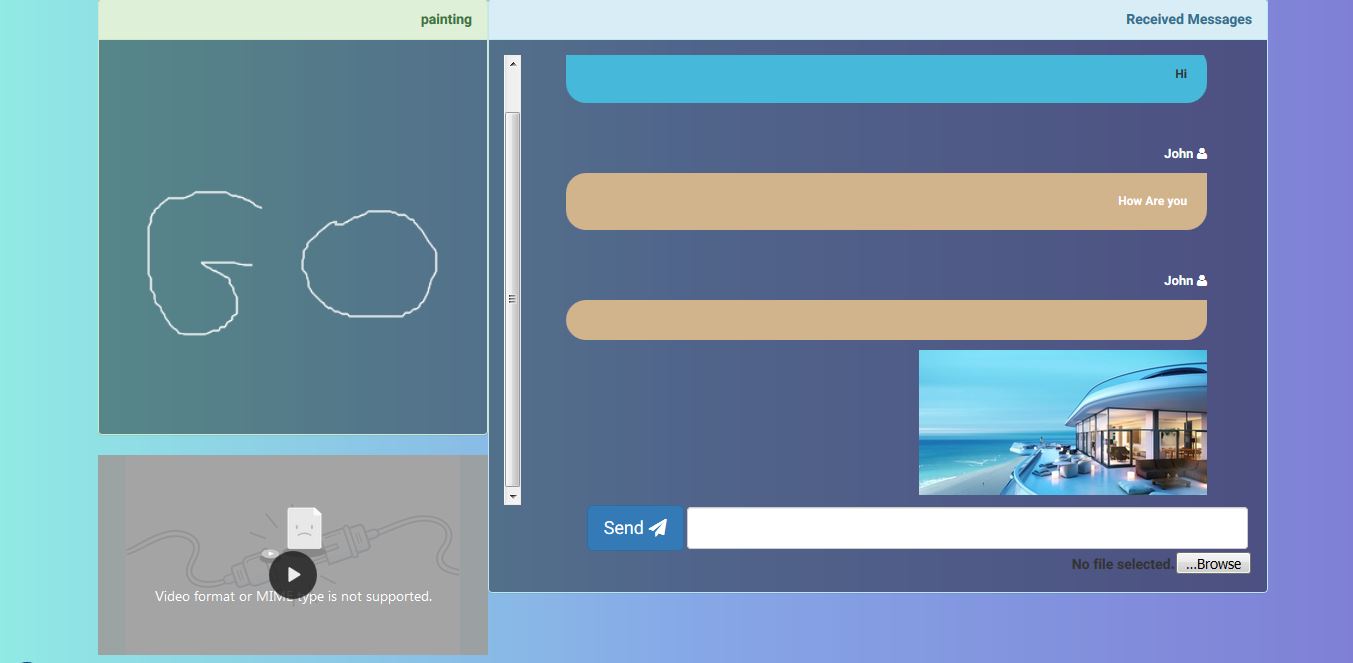 painting
Received Messages
Hi
John
How Are you
John
GO
Send
No file selected. ...Browse
Video format or MIME type is not supported.